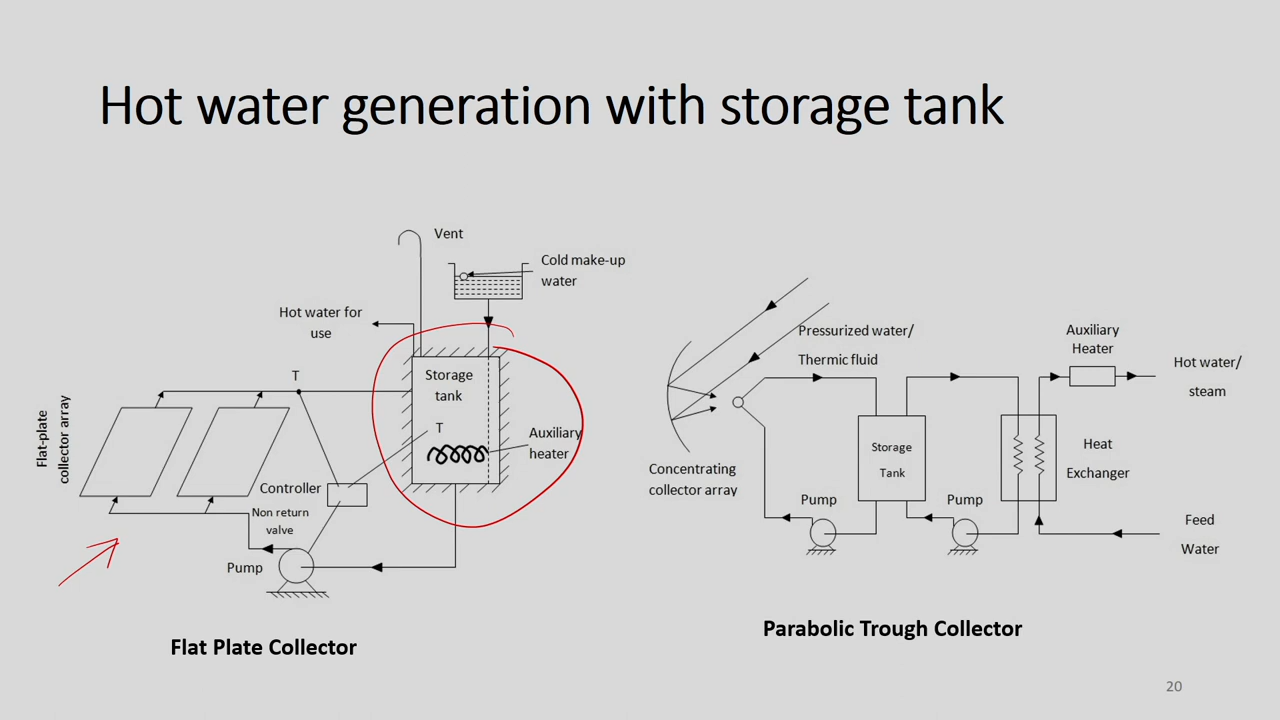 Hot water generation with storage tank
Vent
Cold make-up
water
Hot water for
use
T
Storage
tank
T
Auxiliary
heater
Flat-plate
collector array
Controller
Non return
valve
Pump
Flat Plate Collector
Pressurized water/
Thermic fluid
Auxiliary
Heater
Hot water/
steam
Storage
Tank
Heat
Exchanger
Concentrating
collector array
Pump
Pump
Feed
Water
Parabolic Trough Collector
20